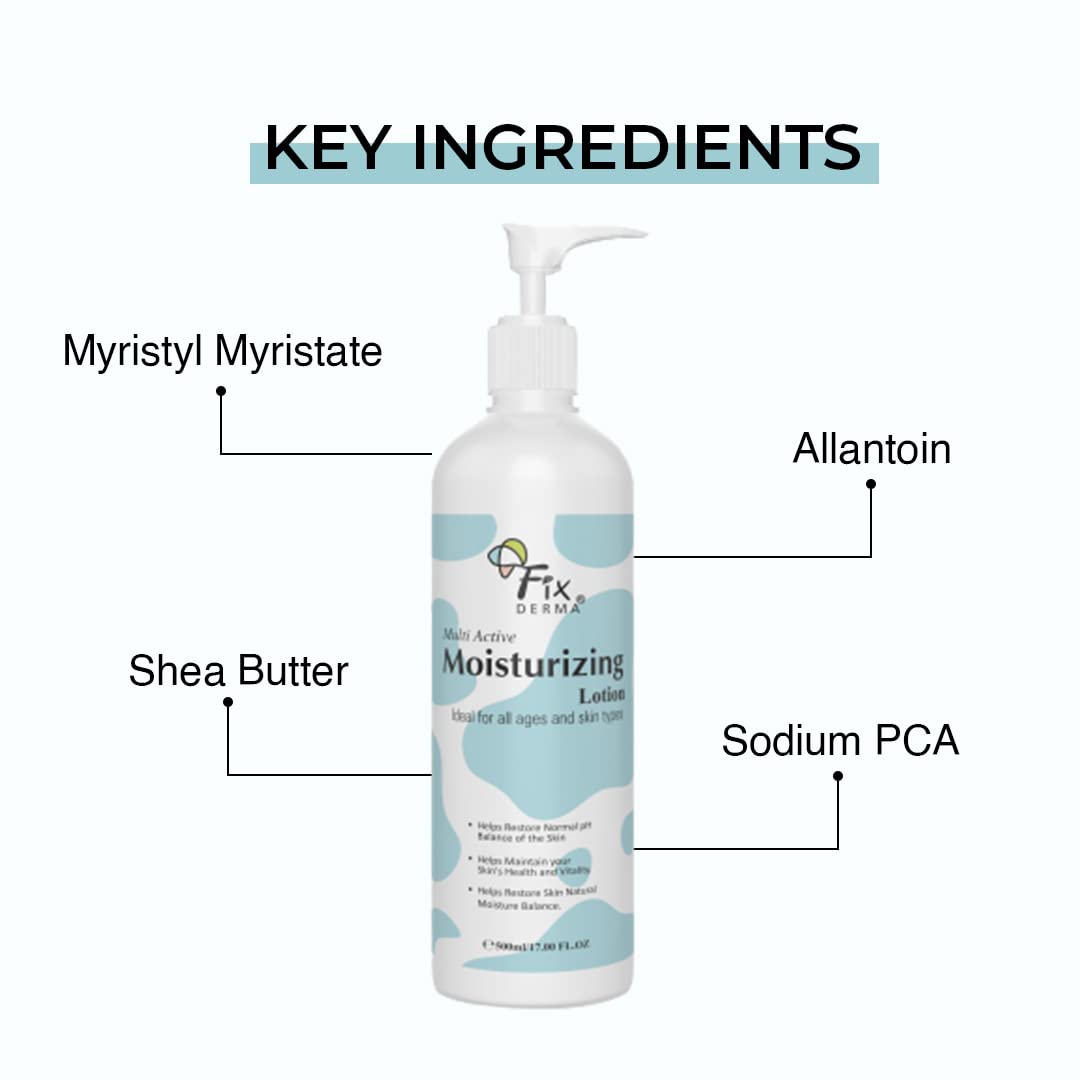 KEY INGREDIENTS
Myristyl Myristate
Allantoin
Shea Butter
Sodium PCA
Fix
DERMA®
Multi Active
Moisturizing
Lotion
Ideal for all ages and skin types
• Helps Restore Normal pH
Balance of the Skin
• Helps Maintain your
Skin's Health and Vitality.
• Helps Restore Skin Natural
Moisture Balance.
℮ 500ml/17.00 FL.OZ